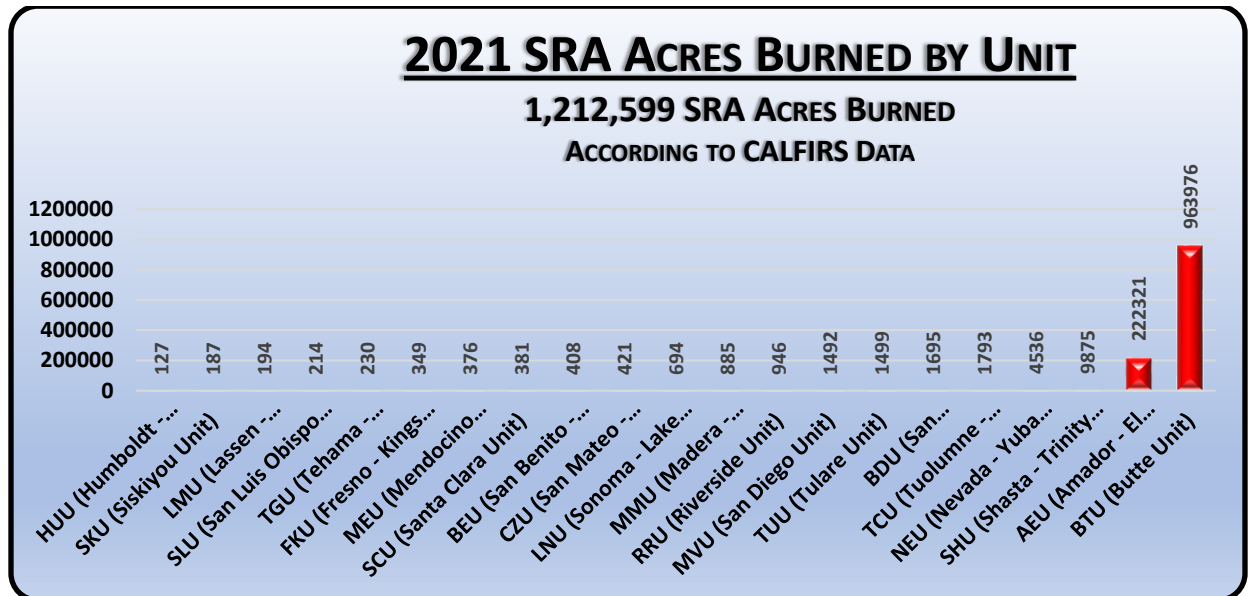 2021 SRA ACRES BURNED BY UNIT
1,212,599 SRA ACRES BURNED
ACCORDING TO CALFIRS DATA
1200000
1000000
800000
600000
400000
200000
0
127
187
194
214
230
349
376
381
408
421
694
885
946
1492
1499
1695
1793
4536
9875
222321
963976
HUU (Humboldt -...
SKU (Siskiyou Unit)
LMU (Lassen -...
SLU (San Luis Obispo...
TGU (Tehama -...
FKU (Fresno - Kings...
MEU (Mendocino...
SCU (Santa Clara Unit)
BEU (San Benito -...
CZU (San Mateo -...
LNU (Sonoma - Lake...
MMU (Madera -...
RRU (Riverside Unit)
MVU (San Diego Unit)
TUU (Tulare Unit)
BDU (San...
TCU (Tuolumne -...
NEU (Nevada - Yuba...
SHU (Shasta - Trinity...
AEU (Amador - El...
BTU (Butte Unit)